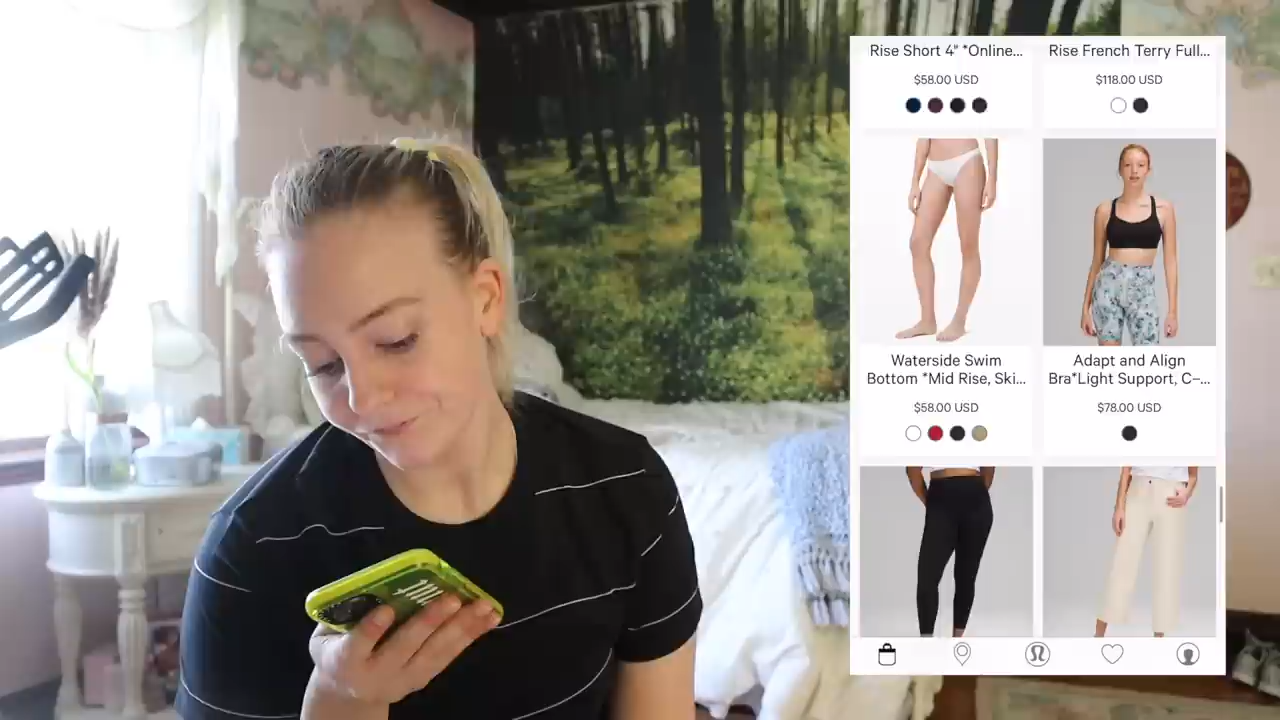 Rise Short 4" *Online...
$58.00 USD
Rise French Terry Full...
$118.00 USD
Waterside Swim
Bottom *Mid Rise, Ski...
$58.00 USD
Adapt and Align
Bra*Light Support, C–...
$78.00 USD